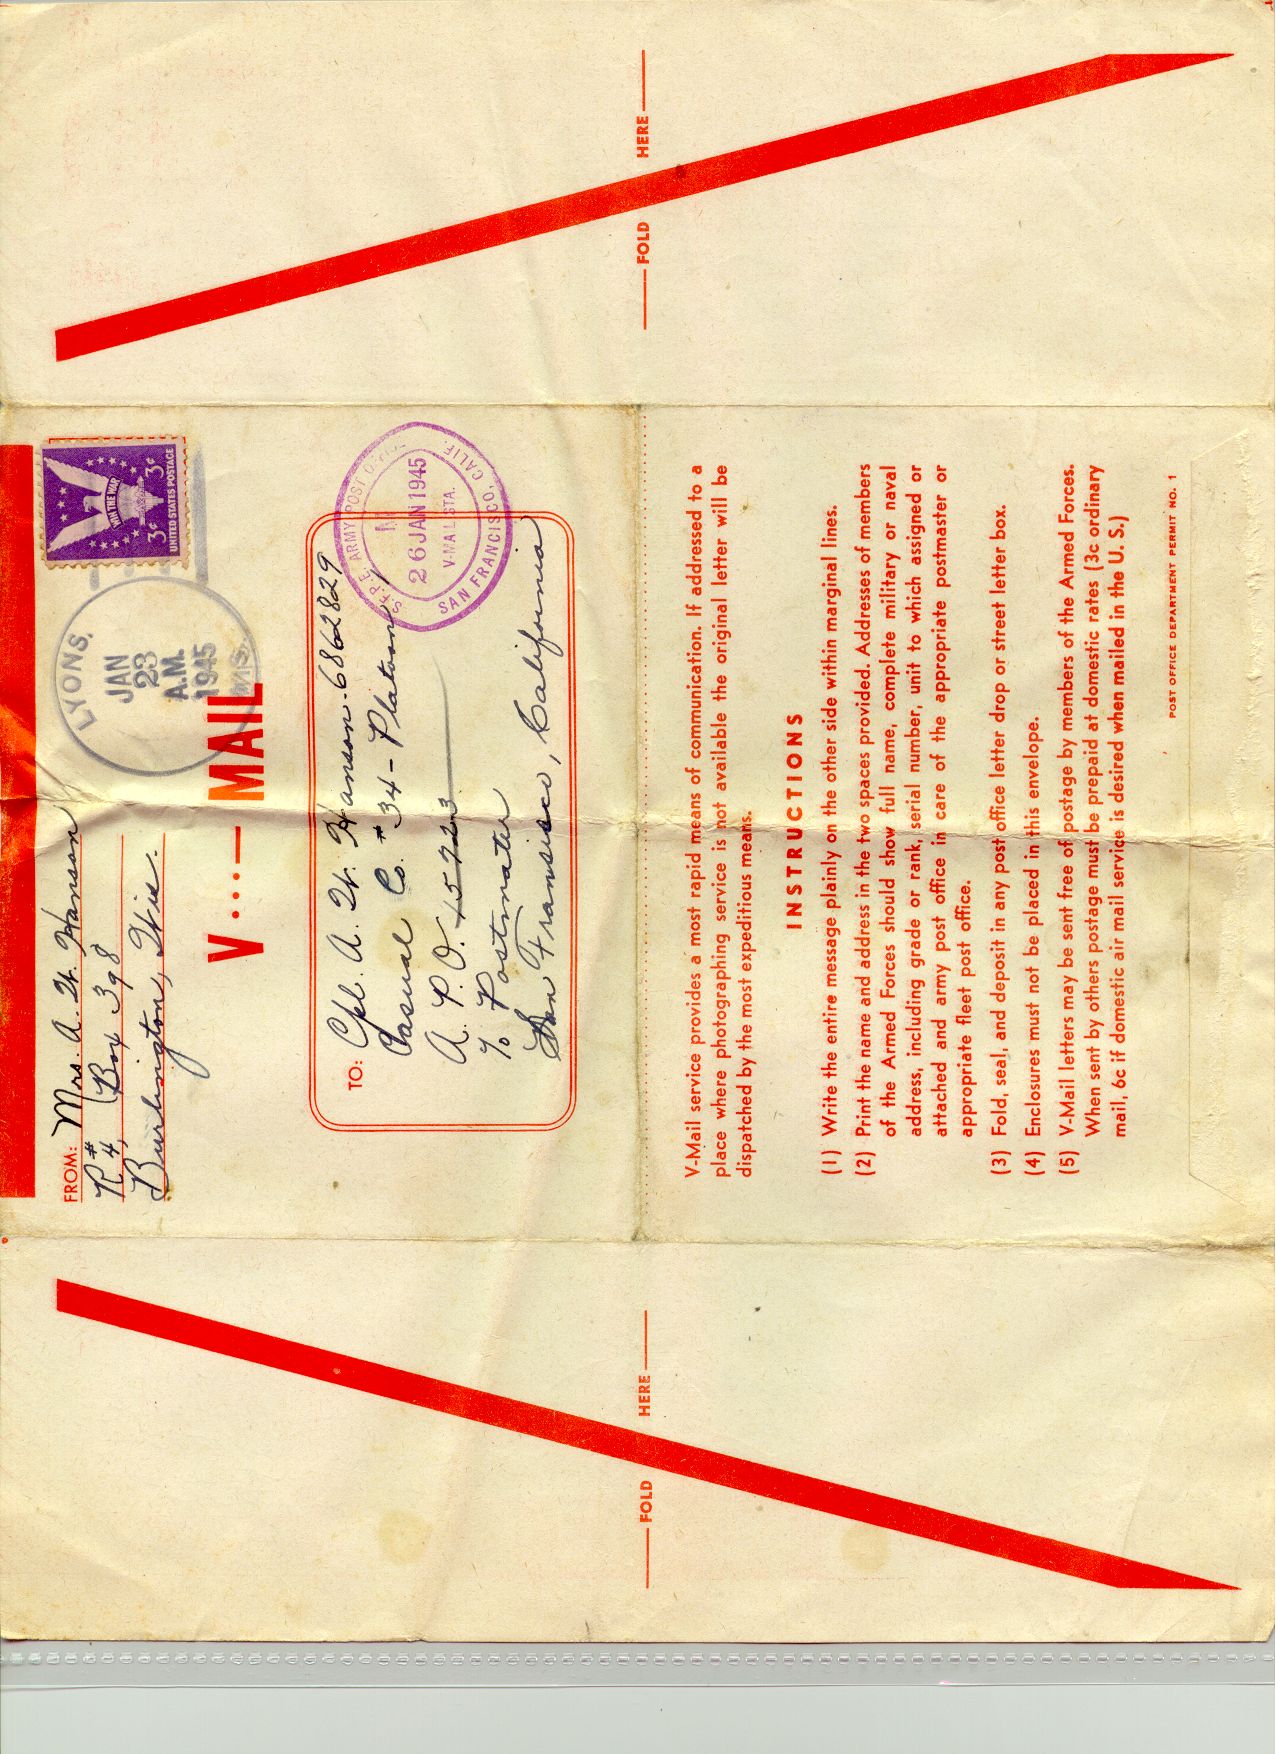 FROM: Mrs. A. W. Hanson
R#4, Box 398
Burlington, Wis.
WIN THE WAR
3¢ 3¢
UNITED STATES POSTAGE
LYONS,
JAN
23
A.M.
1945
WIS.
V···— MAIL
TO: Cpl. A. W. Hanson-6862829
Casual Co. #34- Platoon 1
A. P. O. 15723
% Postmater
San Fransisco, California
S.F.P.E. ARMY POST
26 JAN 1945
V-MAIL STA.
SAN FRANCISCO, CALIF.
FOLD HERE
FOLD HERE
V-Mail service provides a most rapid means of communication. If addressed to a
place where photographing service is not available the original letter will be
dispatched by the most expeditious means.
INSTRUCTIONS
(1) Write the entire message plainly on the other side within marginal lines.
(2) Print the name and address in the two spaces provided. Addresses of members
of the Armed Forces should show full name, complete military or naval
address, including grade or rank, serial number, unit to which assigned or
attached and army post office in care of the appropriate postmaster or
appropriate fleet post office.
(3) Fold, seal, and deposit in any post office letter drop or street letter box.
(4) Enclosures must not be placed in this envelope.
(5) V-Mail letters may be sent free of postage by members of the Armed Forces.
When sent by others postage must be prepaid at domestic rates (3c ordinary
mail, 6c if domestic air mail service is desired when mailed in the U. S.)
POST OFFICE DEPARTMENT PERMIT NO. 1